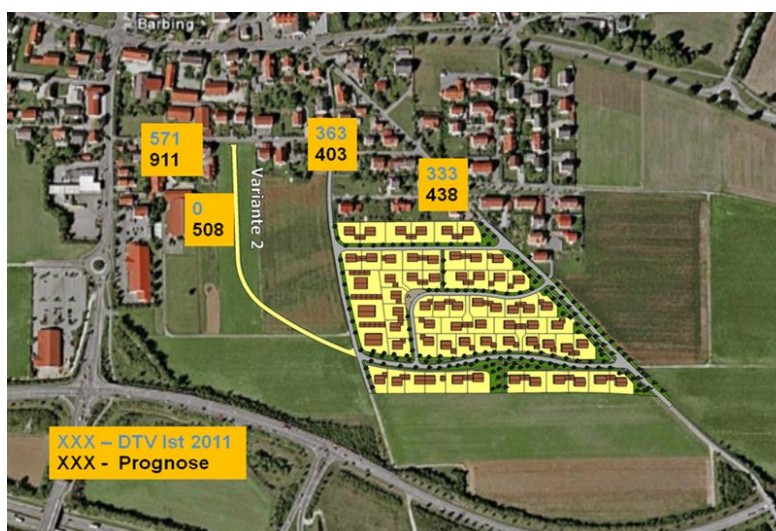 Barbing
571
911
363
403
333
438
0
508
Variante 2
XXX – DTV Ist 2011
XXX - Prognose